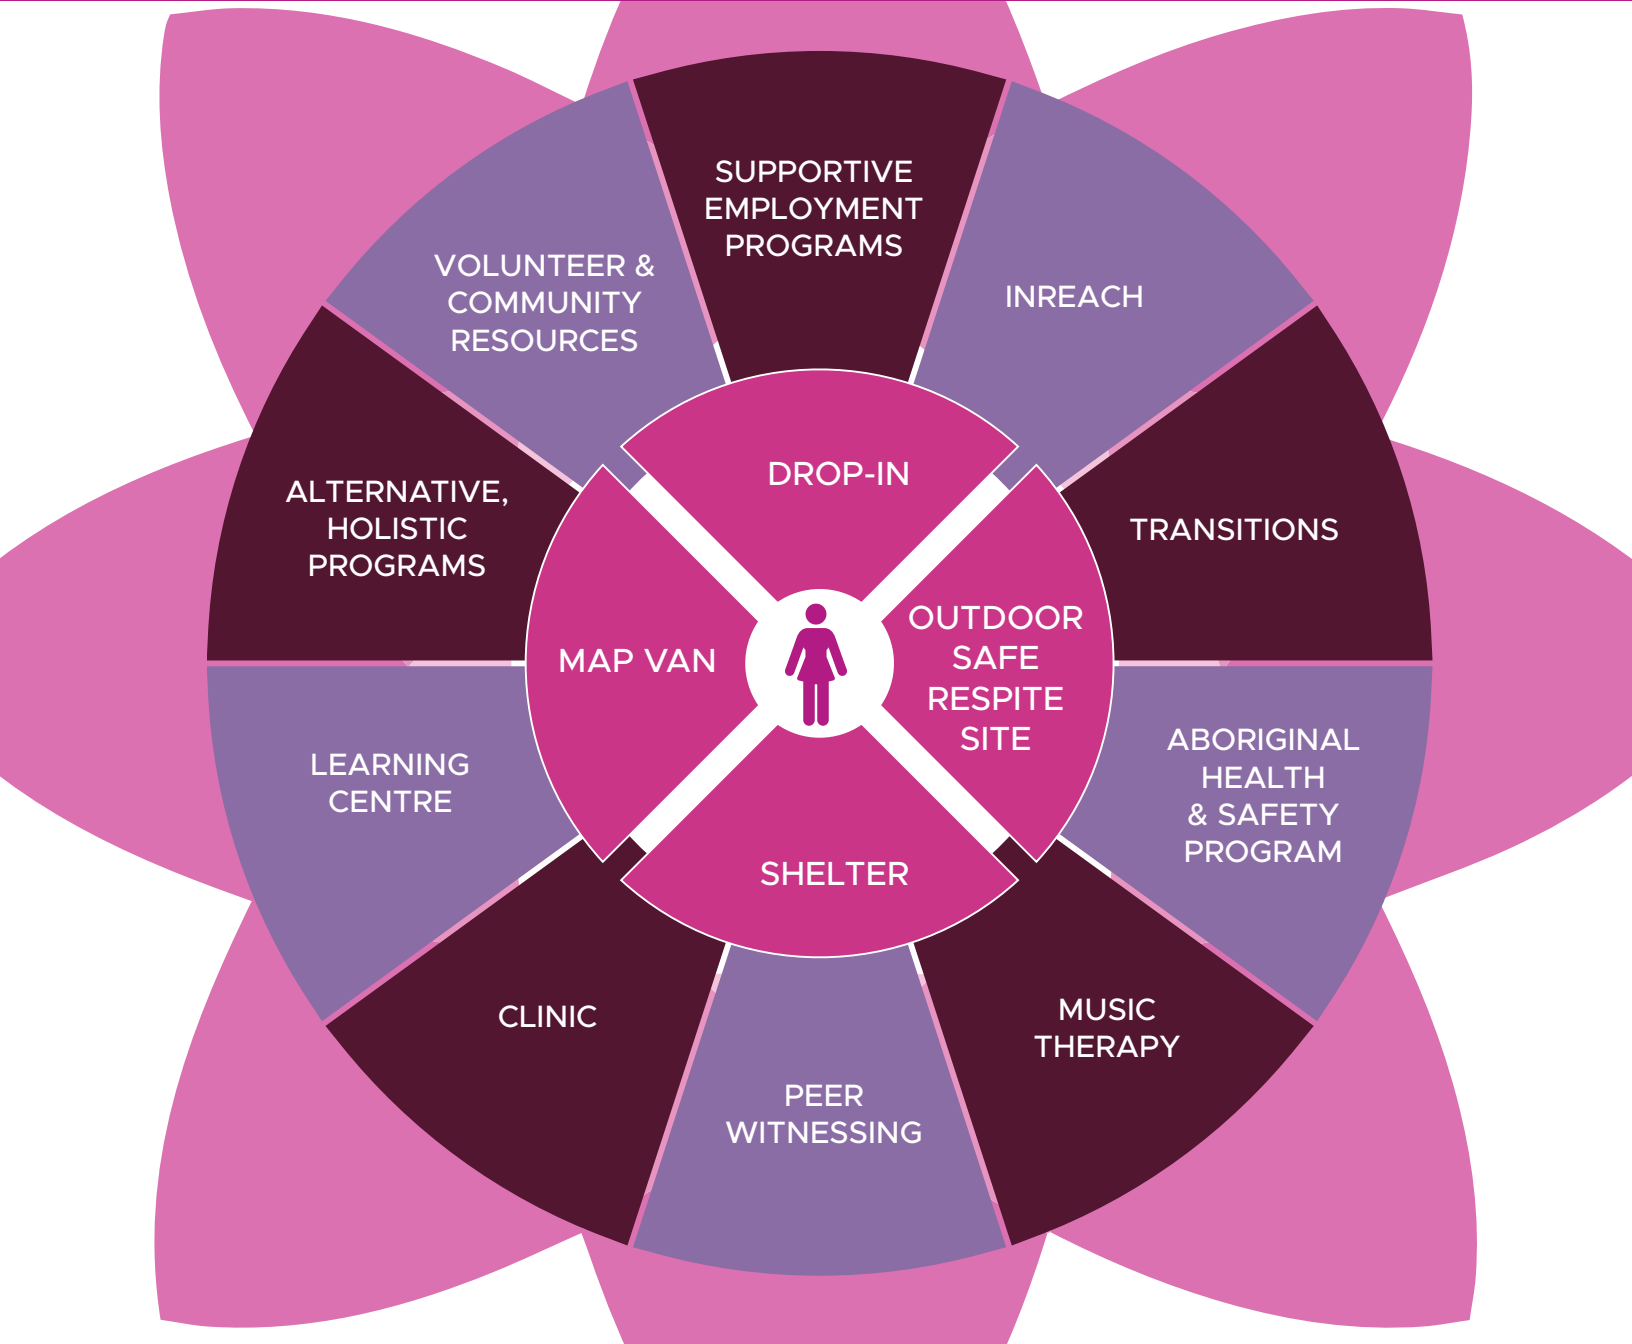 SUPPORTIVE
EMPLOYMENT
PROGRAMS
INREACH
TRANSITIONS
ABORIGINAL
HEALTH
& SAFETY
PROGRAM
MUSIC
THERAPY
PEER
WITNESSING
CLINIC
LEARNING
CENTRE
ALTERNATIVE,
HOLISTIC
PROGRAMS
VOLUNTEER &
COMMUNITY
RESOURCES
DROP-IN
OUTDOOR
SAFE
RESPITE
SITE
SHELTER
MAP VAN